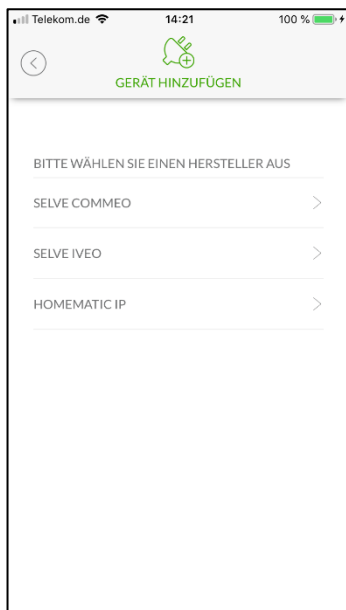 Telekom.de 14:21 100 %
GERÄT HINZUFÜGEN
BITTE WÄHLEN SIE EINEN HERSTELLER AUS
SELVE COMMEO
SELVE IVEO
HOMEMATIC IP